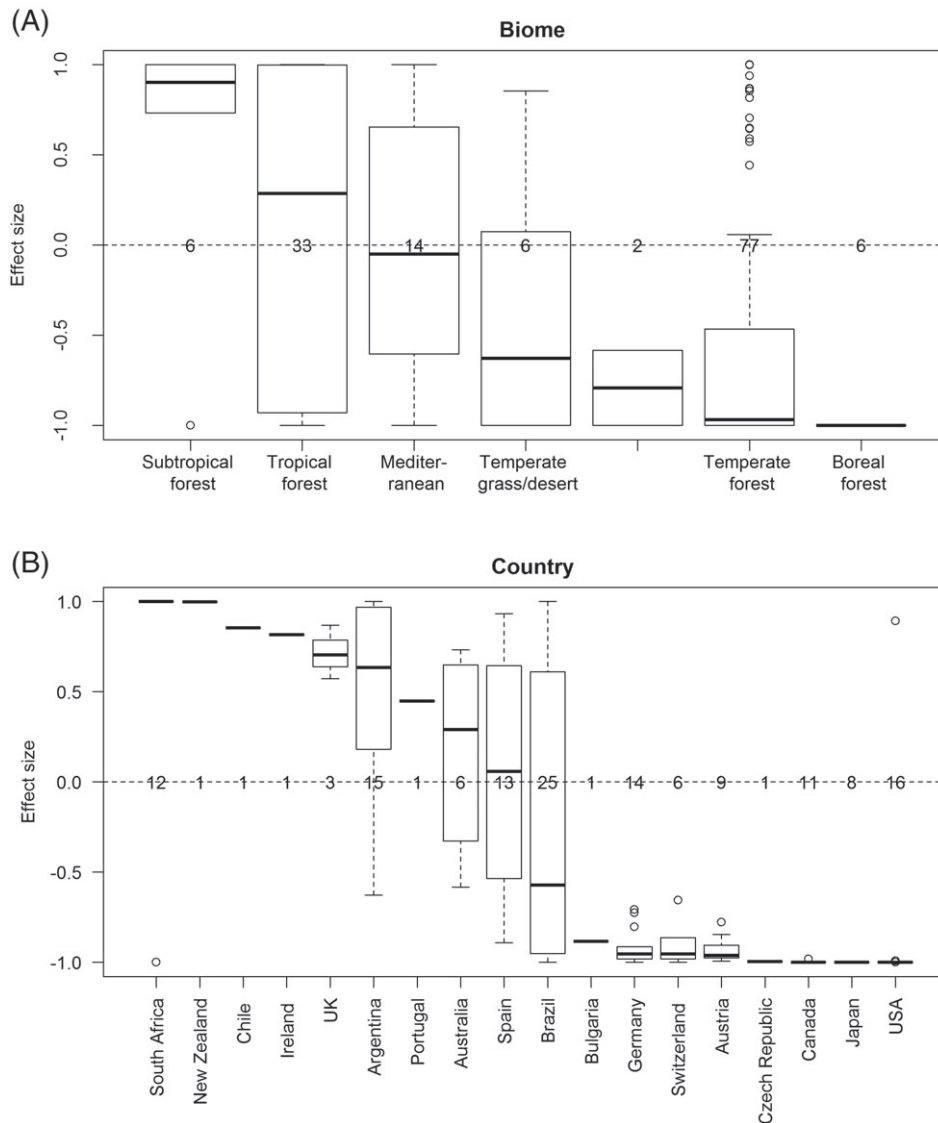 (A)
Biome
Effect size
1.0
0.5
0.0
-0.5
-1.0
6 33 14 6 2 77 6
Subtropical forest
Tropical forest
Mediter-ranean
Temperate grass/desert
Temperate forest
Boreal forest
(B)
Country
Effect size
1.0
0.5
0.0
-0.5
-1.0
12 1 1 1 3 15 1 6 13 25 1 14 6 9 1 11 8 16
South Africa
New Zealand
Chile
Ireland
UK
Argentina
Portugal
Australia
Spain
Brazil
Bulgaria
Germany
Switzerland
Austria
Czech Republic
Canada
Japan
USA